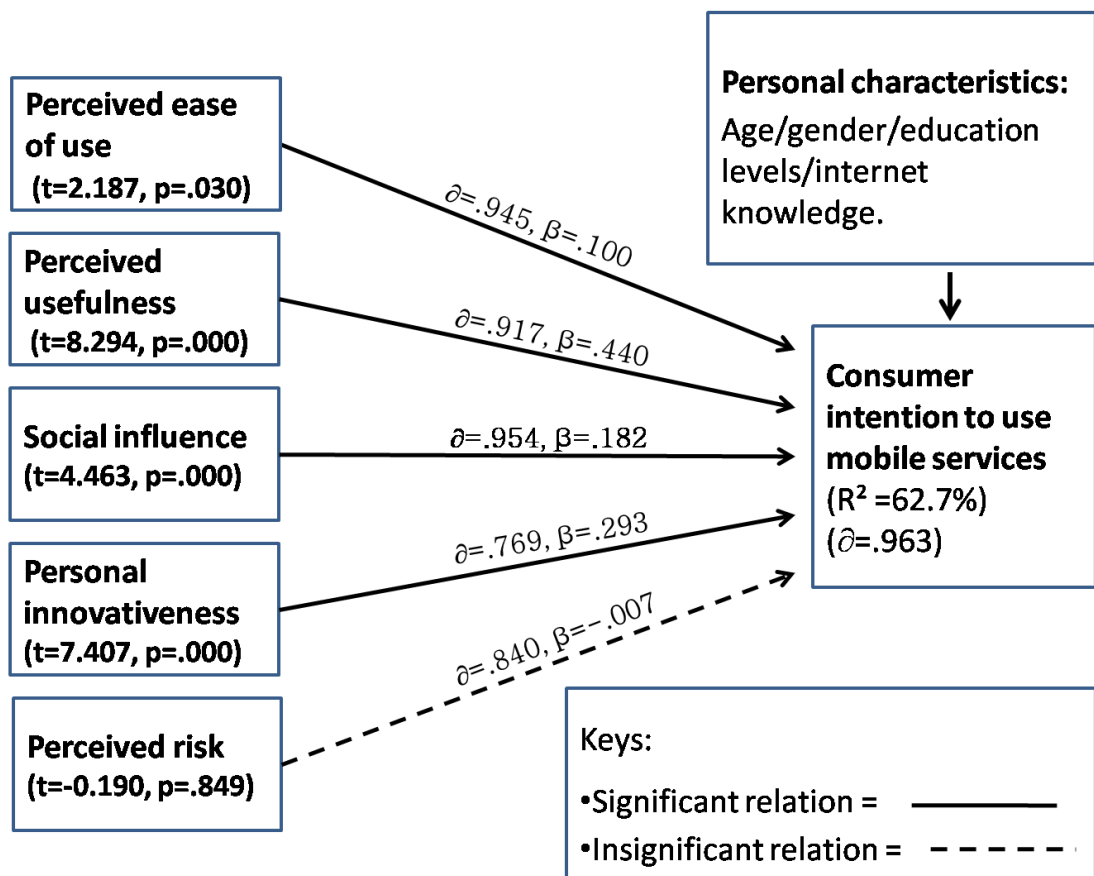 Perceived ease
of use
(t=2.187, p=.030)
Perceived
usefulness
(t=8.294, p=.000)
Social influence
(t=4.463, p=.000)
Personal
innovativeness
(t=7.407, p=.000)
Perceived risk
(t=-0.190, p=.849)
∂=.945, β=.100
∂=.917, β=.440
∂=.954, β=.182
∂=.769, β=.293
∂=.840, β=-.007
Personal characteristics:
Age/gender/education
levels/internet
knowledge.
Consumer
intention to use
mobile services
(R² =62.7%)
(∂=.963)
Keys:
•Significant relation =
•Insignificant relation =